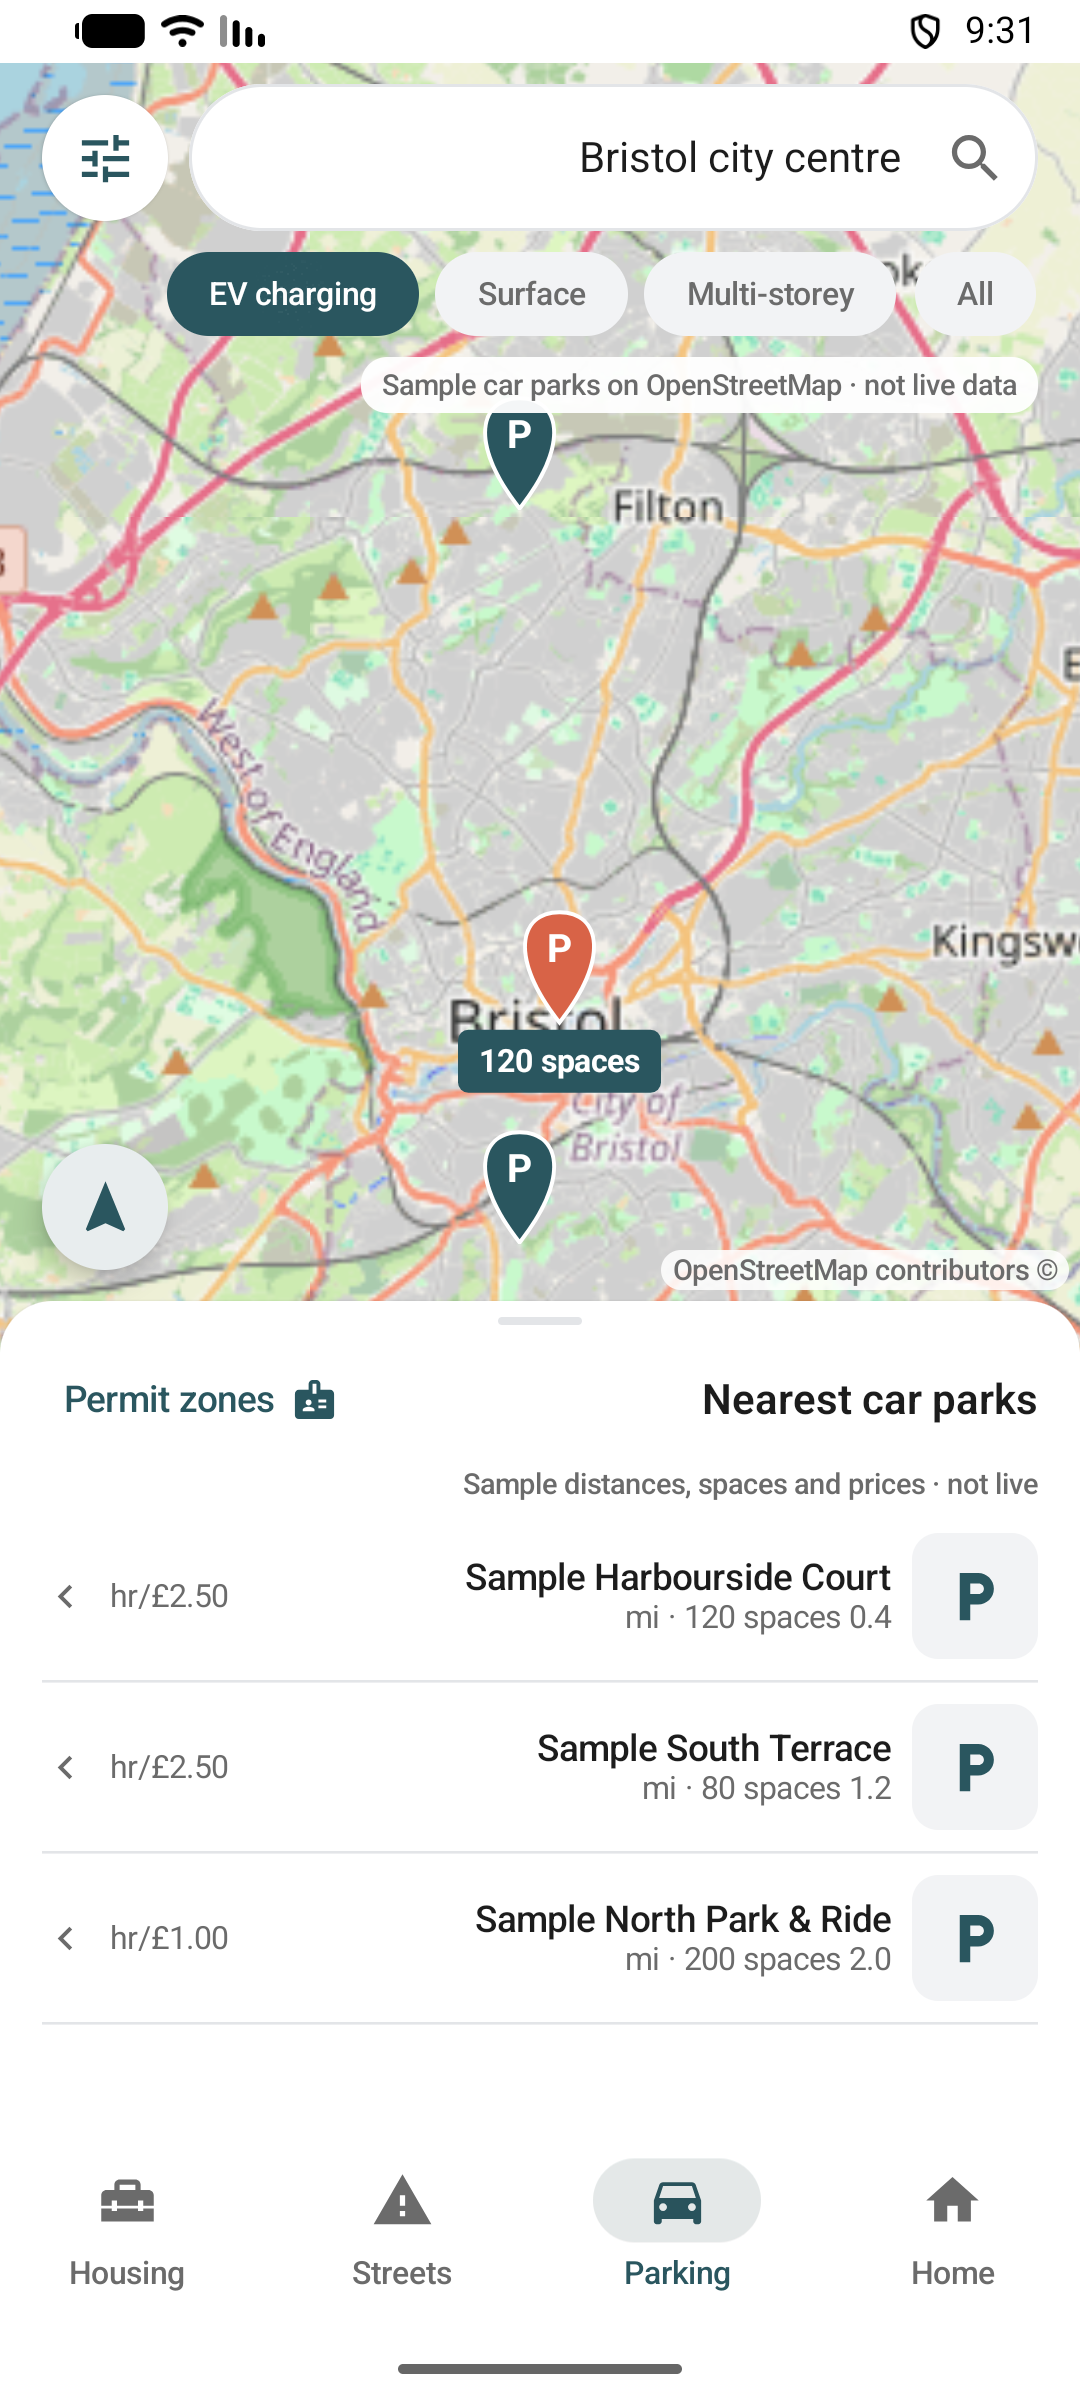 9:31
Bristol city centre
All
Multi-storey
Surface
EV charging
Sample car parks on OpenStreetMap · not live data
P
Filton
West of England
Kingsw
P
Bristol
120 spaces
City of
Bristol
P
OpenStreetMap contributors ©
Nearest car parks
Permit zones
Sample distances, spaces and prices · not live
P
Sample Harbourside Court
mi · 120 spaces 0.4
hr/£2.50
P
Sample South Terrace
mi · 80 spaces 1.2
hr/£2.50
P
Sample North Park & Ride
mi · 200 spaces 2.0
hr/£1.00
Home
Parking
Streets
Housing